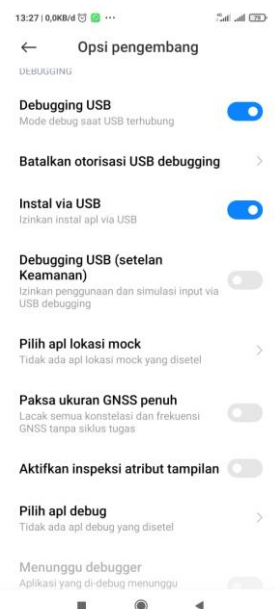 13:27 | 0,0KB/d
79
Opsi pengembang
DEBUGGING
Debugging USB
Mode debug saat USB terhubung
Batalkan otorisasi USB debugging
Instal via USB
Izinkan instal apl via USB
Debugging USB (setelan
Keamanan)
Izinkan penggunaan dan simulasi input via
USB debugging
Pilih apl lokasi mock
Tidak ada apl lokasi mock yang disetel
Paksa ukuran GNSS penuh
Lacak semua konstelasi dan frekuensi
GNSS tanpa siklus tugas
Aktifkan inspeksi atribut tampilan
Pilih apl debug
Tidak ada apl debug yang disetel
Menunggu debugger
Aplikasi yang di-debug menunggu